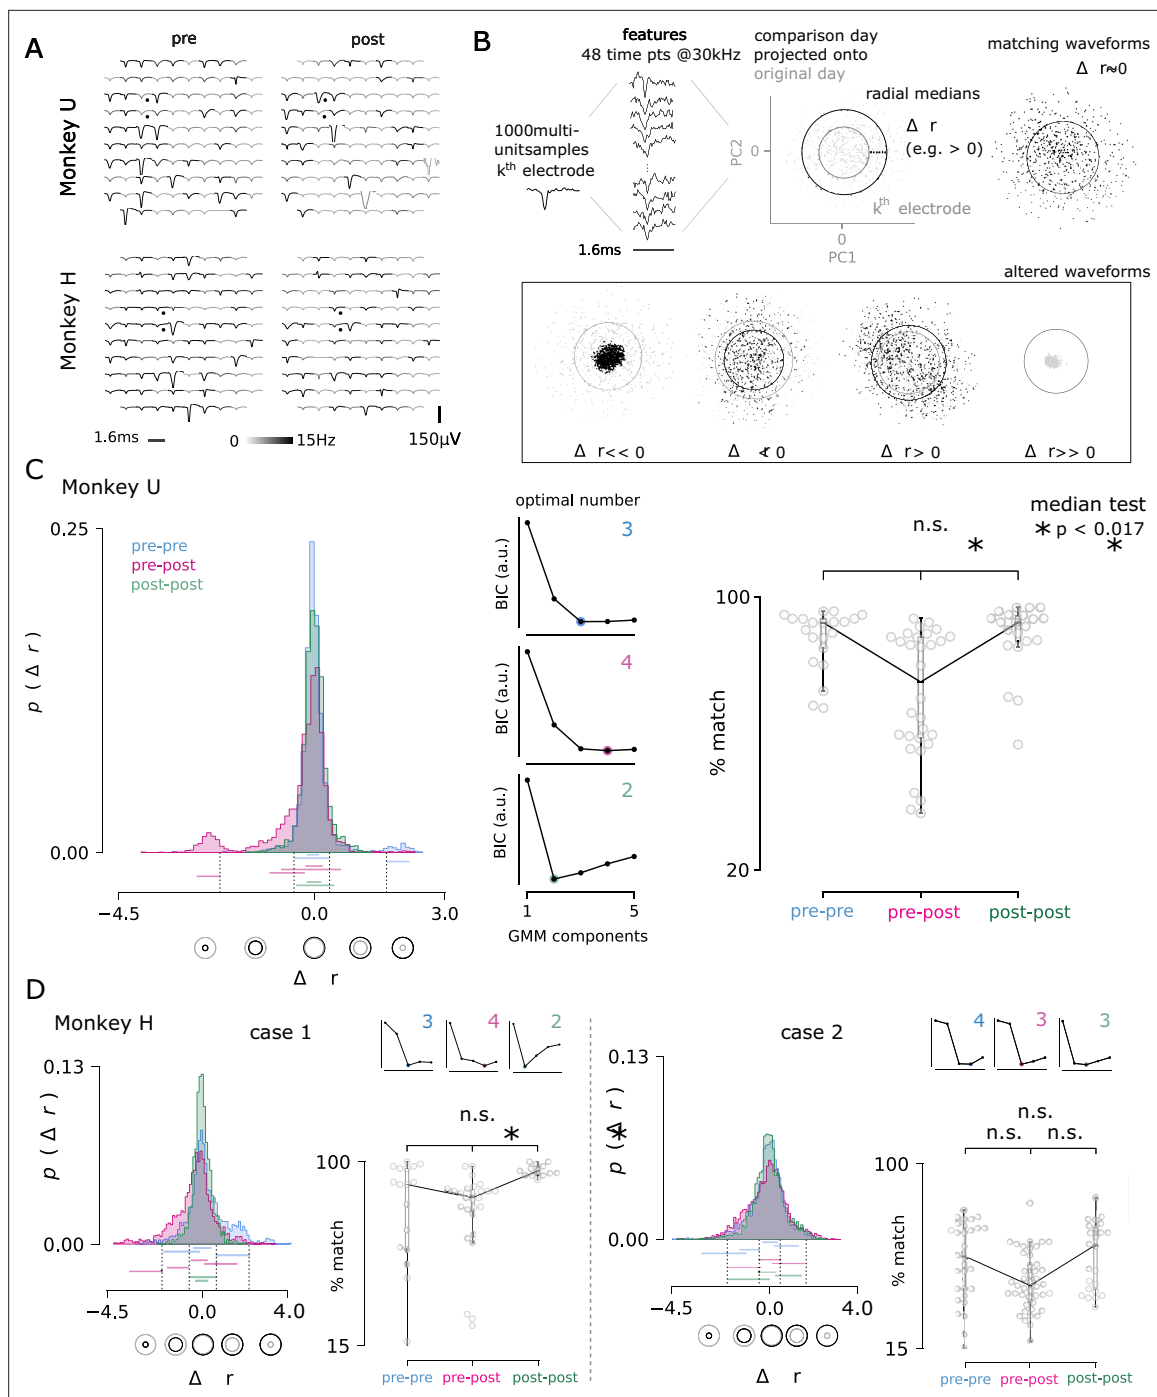 A
pre
post
Monkey U
Monkey H
1.6ms
0
15Hz
150µV
B
features
48 time pts @30kHz
1000multi-
unitsamples
kth electrode
1.6ms
comparison day
projected onto
original day
radial medians
Δ r
(e.g. > 0)
PC2
0
kth electrode
0
PC1
matching waveforms
Δ r≈0
altered waveforms
Δ r<< 0
Δ r< 0
Δ r> 0
Δ r>> 0
C
Monkey U
0.25
pre-pre
pre-post
post-post
p ( Δ r )
0.00
−4.5
0.0
3.0
Δ r
optimal number
BIC (a.u.)
3
BIC (a.u.)
4
BIC (a.u.)
2
1
5
GMM components
median test
* p < 0.017
n.s.
*
*
100
% match
20
pre-pre
pre-post
post-post
D
Monkey H
case 1
3
4
2
0.13
p ( Δ r )
0.00
−4.5
0.0
4.0
Δ r
n.s.
*
*
100
% match
15
pre-pre
pre-post
post-post
case 2
4
3
3
0.13
p ( Δ r )
0.00
−4.5
0.0
4.0
Δ r
n.s.
n.s.
n.s.
100
% match
15
pre-pre
pre-post
post-post